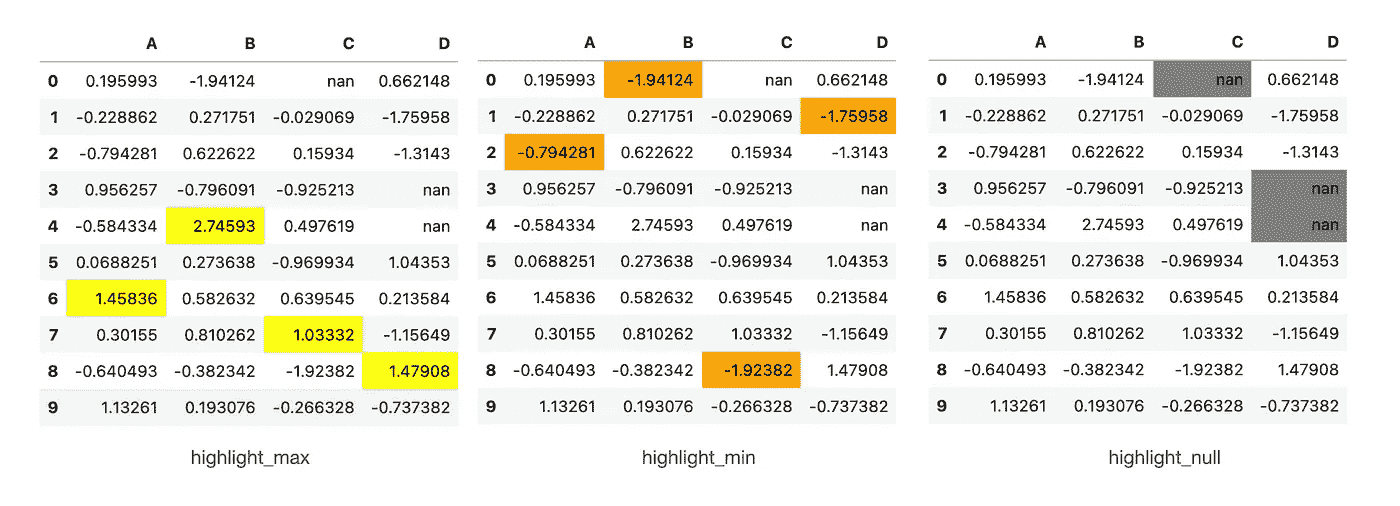 A B C D A B C D A B C D
0 0.195993 -1.94124 nan 0.662148 0 0.195993 -1.94124 nan 0.662148 0 0.195993 -1.94124 nan 0.662148
1 -0.228862 0.271751 -0.029069 -1.75958 1 -0.228862 0.271751 -0.029069 -1.75958 1 -0.228862 0.271751 -0.029069 -1.75958
2 -0.794281 0.622622 0.15934 -1.3143 2 -0.794281 0.622622 0.15934 -1.3143 2 -0.794281 0.622622 0.15934 -1.3143
3 0.956257 -0.796091 -0.925213 nan 3 0.956257 -0.796091 -0.925213 nan 3 0.956257 -0.796091 -0.925213 nan
4 -0.584334 2.74593 0.497619 nan 4 -0.584334 2.74593 0.497619 nan 4 -0.584334 2.74593 0.497619 nan
5 0.0688251 0.273638 -0.969934 1.04353 5 0.0688251 0.273638 -0.969934 1.04353 5 0.0688251 0.273638 -0.969934 1.04353
6 1.45836 0.582632 0.639545 0.213584 6 1.45836 0.582632 0.639545 0.213584 6 1.45836 0.582632 0.639545 0.213584
7 0.30155 0.810262 1.03332 -1.15649 7 0.30155 0.810262 1.03332 -1.15649 7 0.30155 0.810262 1.03332 -1.15649
8 -0.640493 -0.382342 -1.92382 1.47908 8 -0.640493 -0.382342 -1.92382 1.47908 8 -0.640493 -0.382342 -1.92382 1.47908
9 1.13261 0.193076 -0.266328 -0.737382 9 1.13261 0.193076 -0.266328 -0.737382 9 1.13261 0.193076 -0.266328 -0.737382
highlight_max highlight_min highlight_null